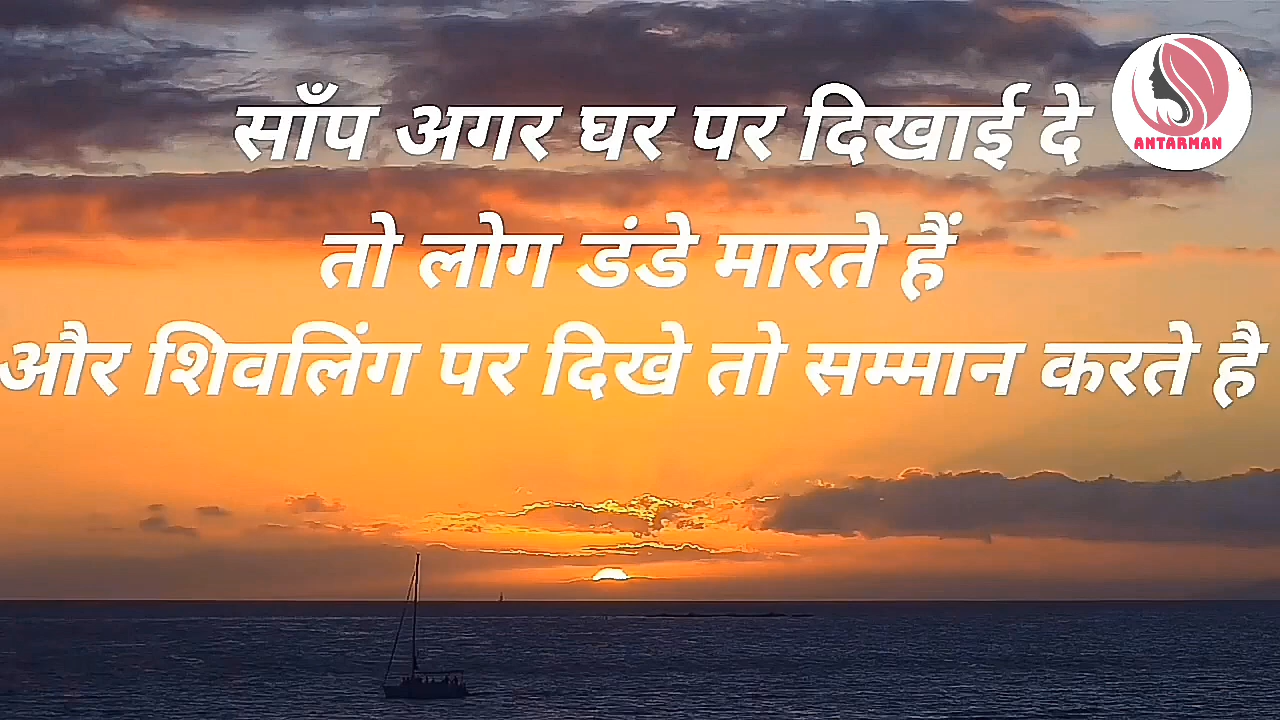 साँप अगर घर पर दिखाई दे
ANTARMAN
तो लोग डंडे मारते हैं
और शिवलिंग पर दिखे तो सम्मान करते है